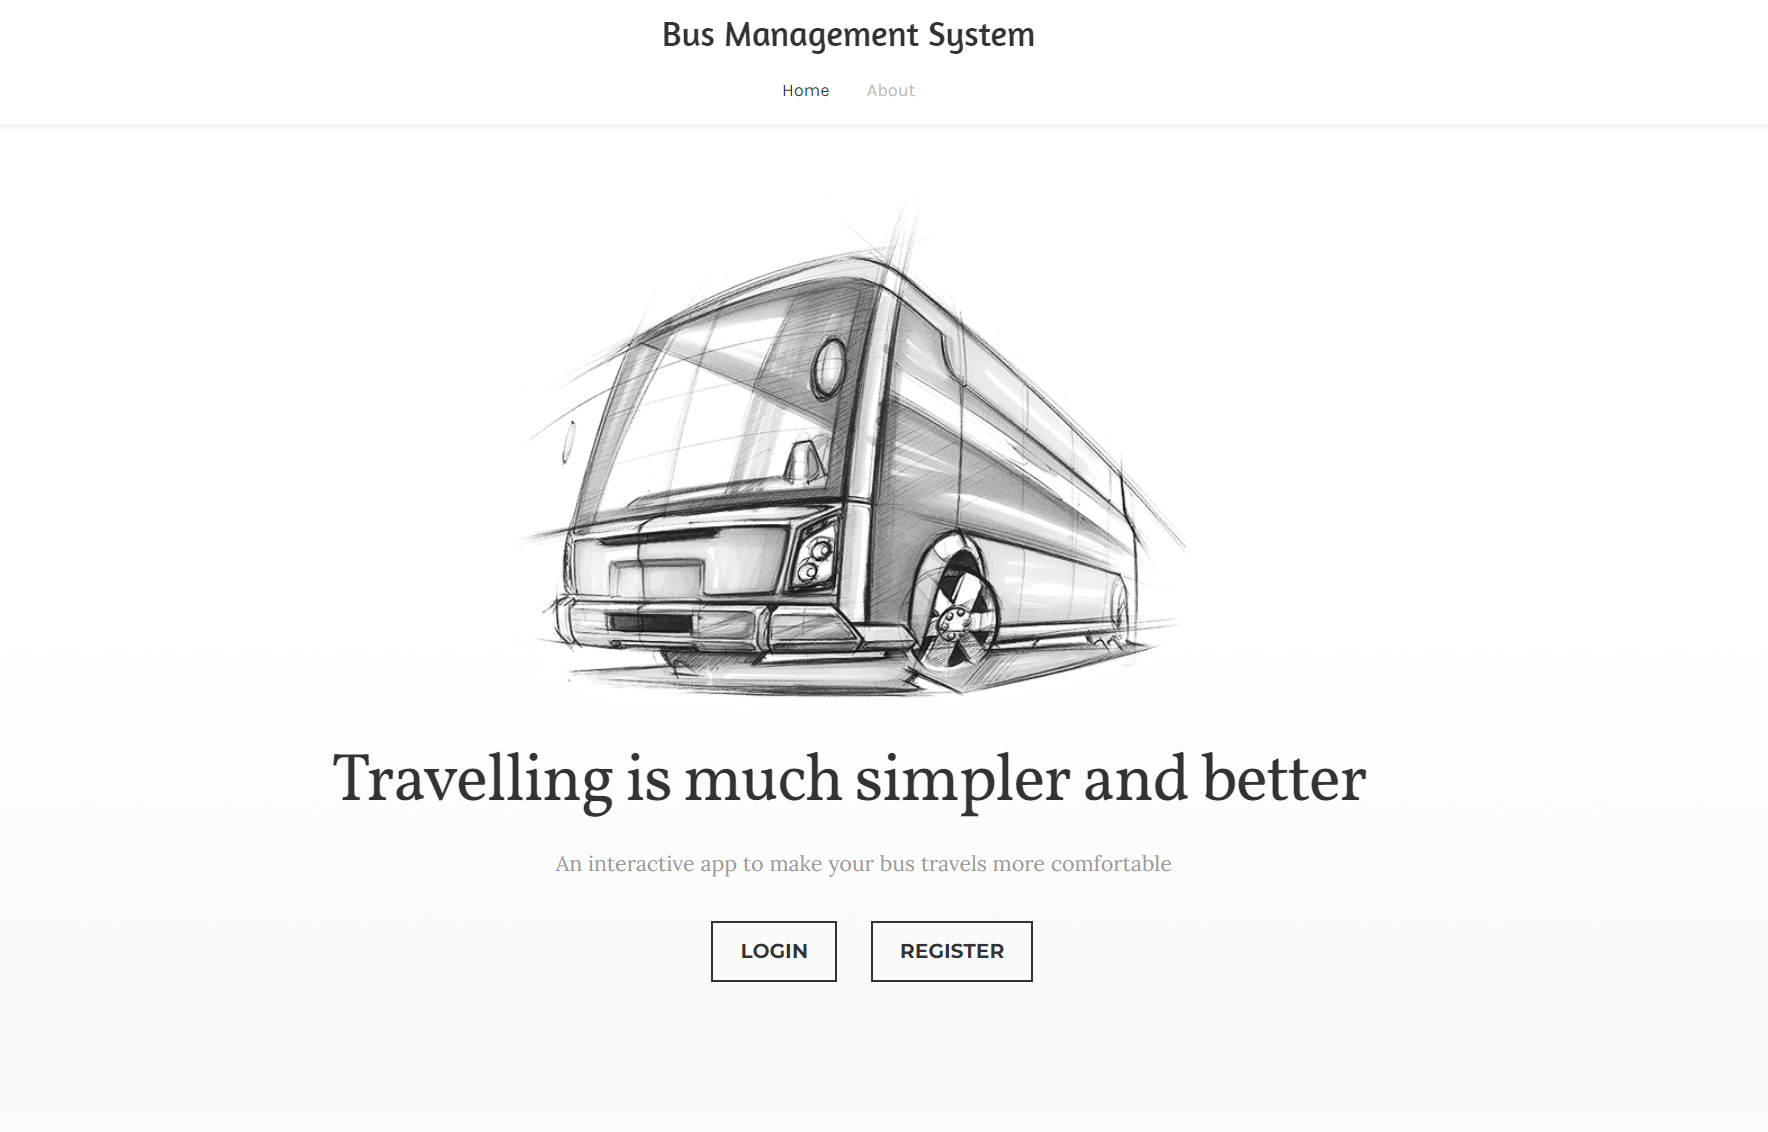 Bus Management System
Home About
Travelling is much simpler and better
An interactive app to make your bus travels more comfortable
LOGIN REGISTER